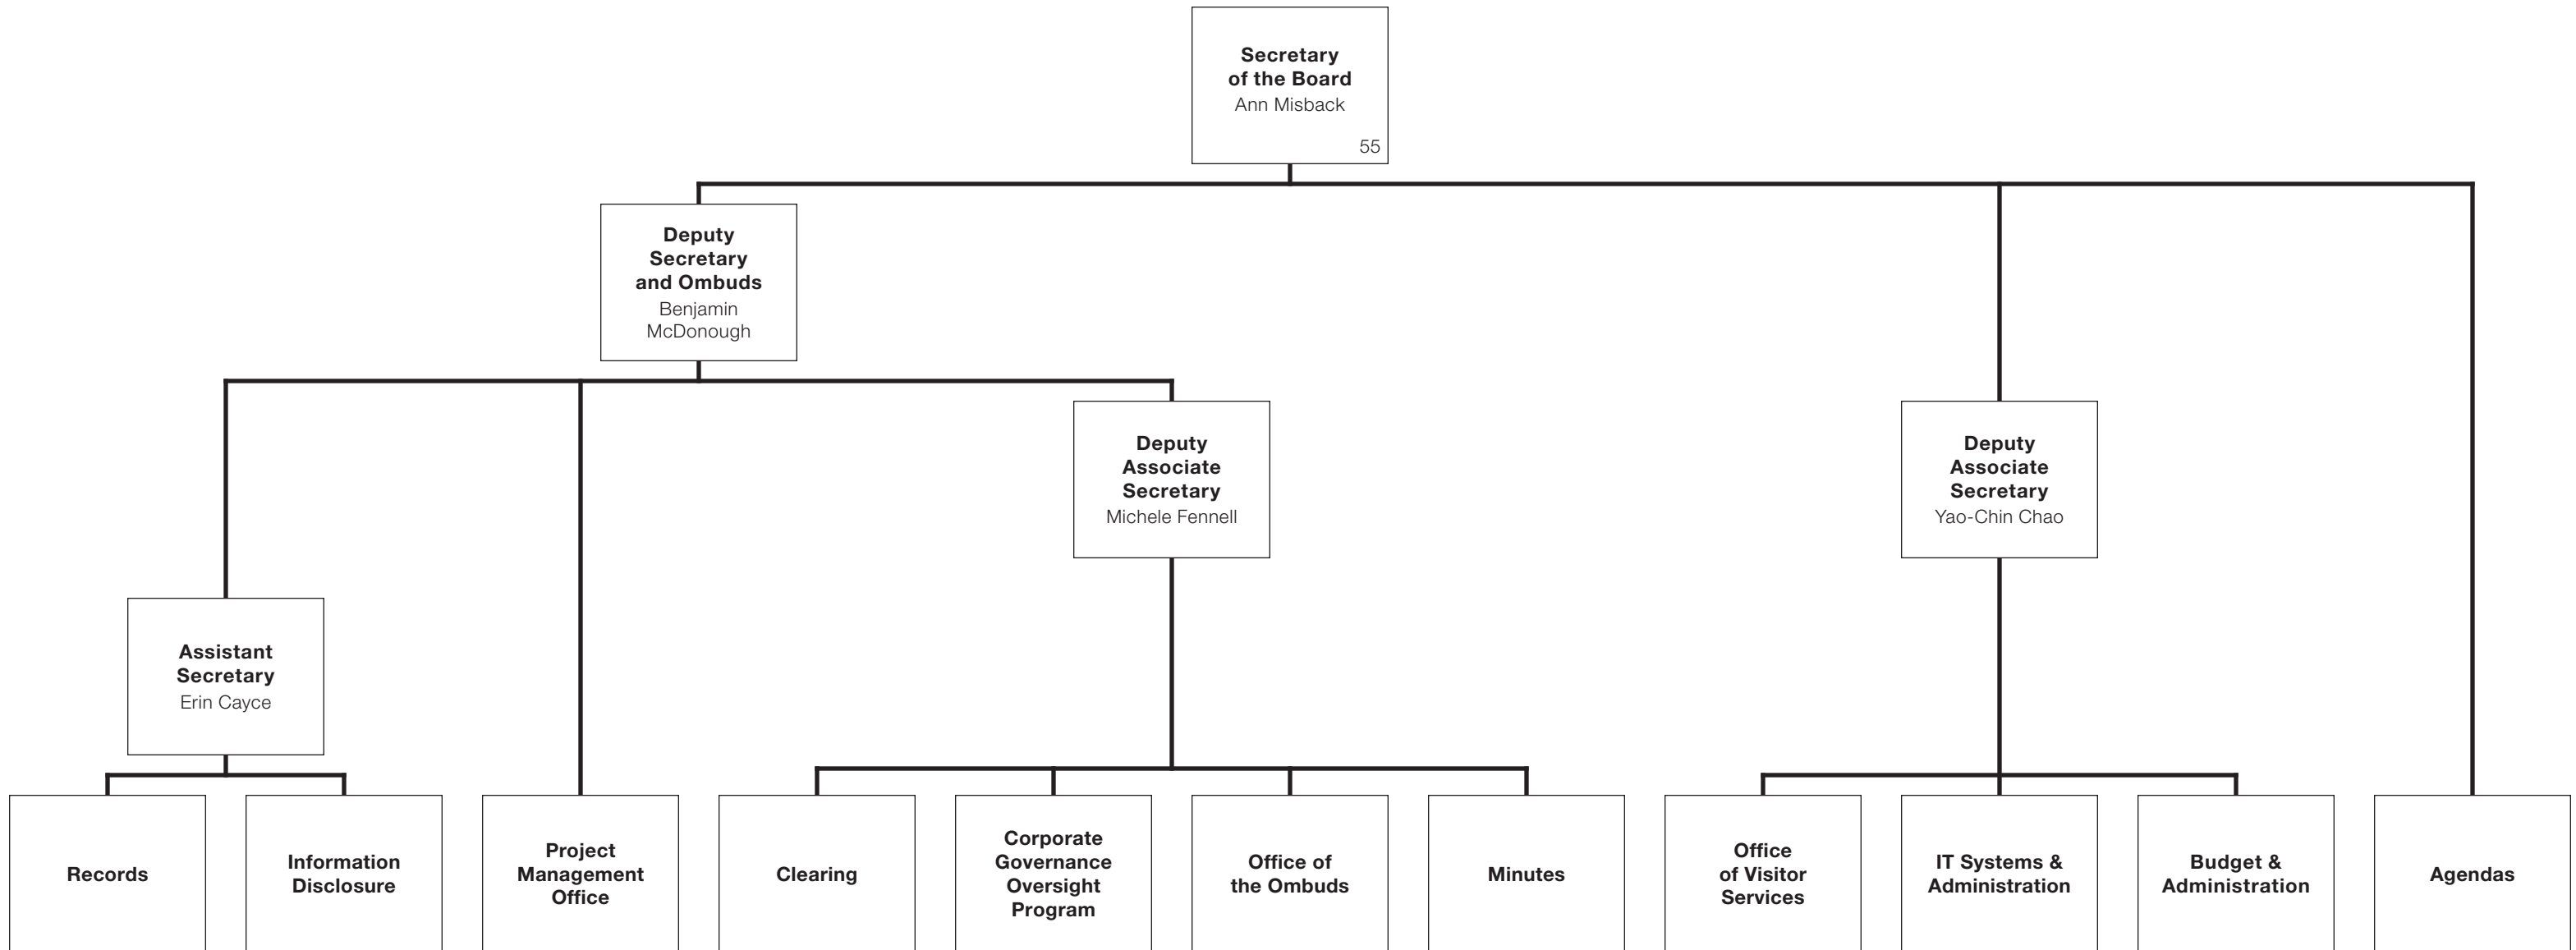 Secretary
of the Board
Ann Misback
55
Deputy
Secretary
and Ombuds
Benjamin
McDonough
Deputy
Associate
Secretary
Michele Fennell
Deputy
Associate
Secretary
Yao-Chin Chao
Assistant
Secretary
Erin Cayce
Records
Information
Disclosure
Project
Management
Office
Clearing
Corporate
Governance
Oversight
Program
Office of
the Ombuds
Minutes
Office
of Visitor
Services
IT Systems &
Administration
Budget &
Administration
Agendas